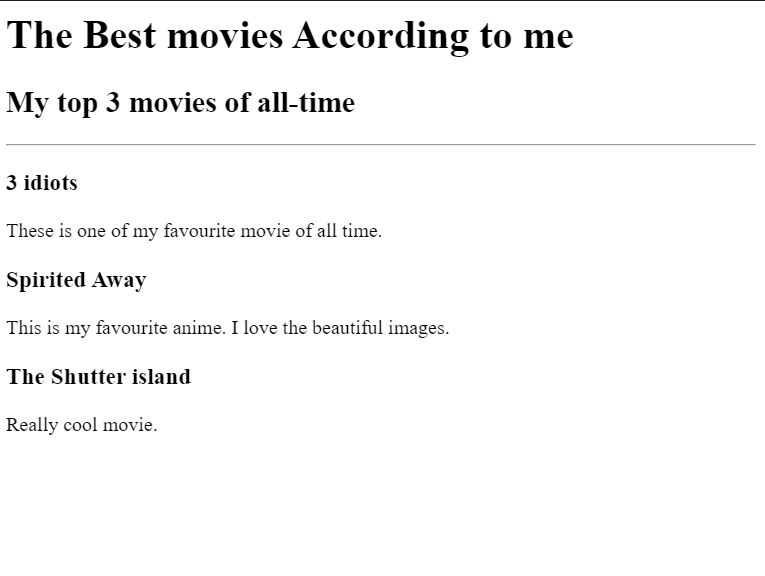 The Best movies According to me
My top 3 movies of all-time
3 idiots
These is one of my favourite movie of all time.
Spirited Away
This is my favourite anime. I love the beautiful images.
The Shutter island
Really cool movie.